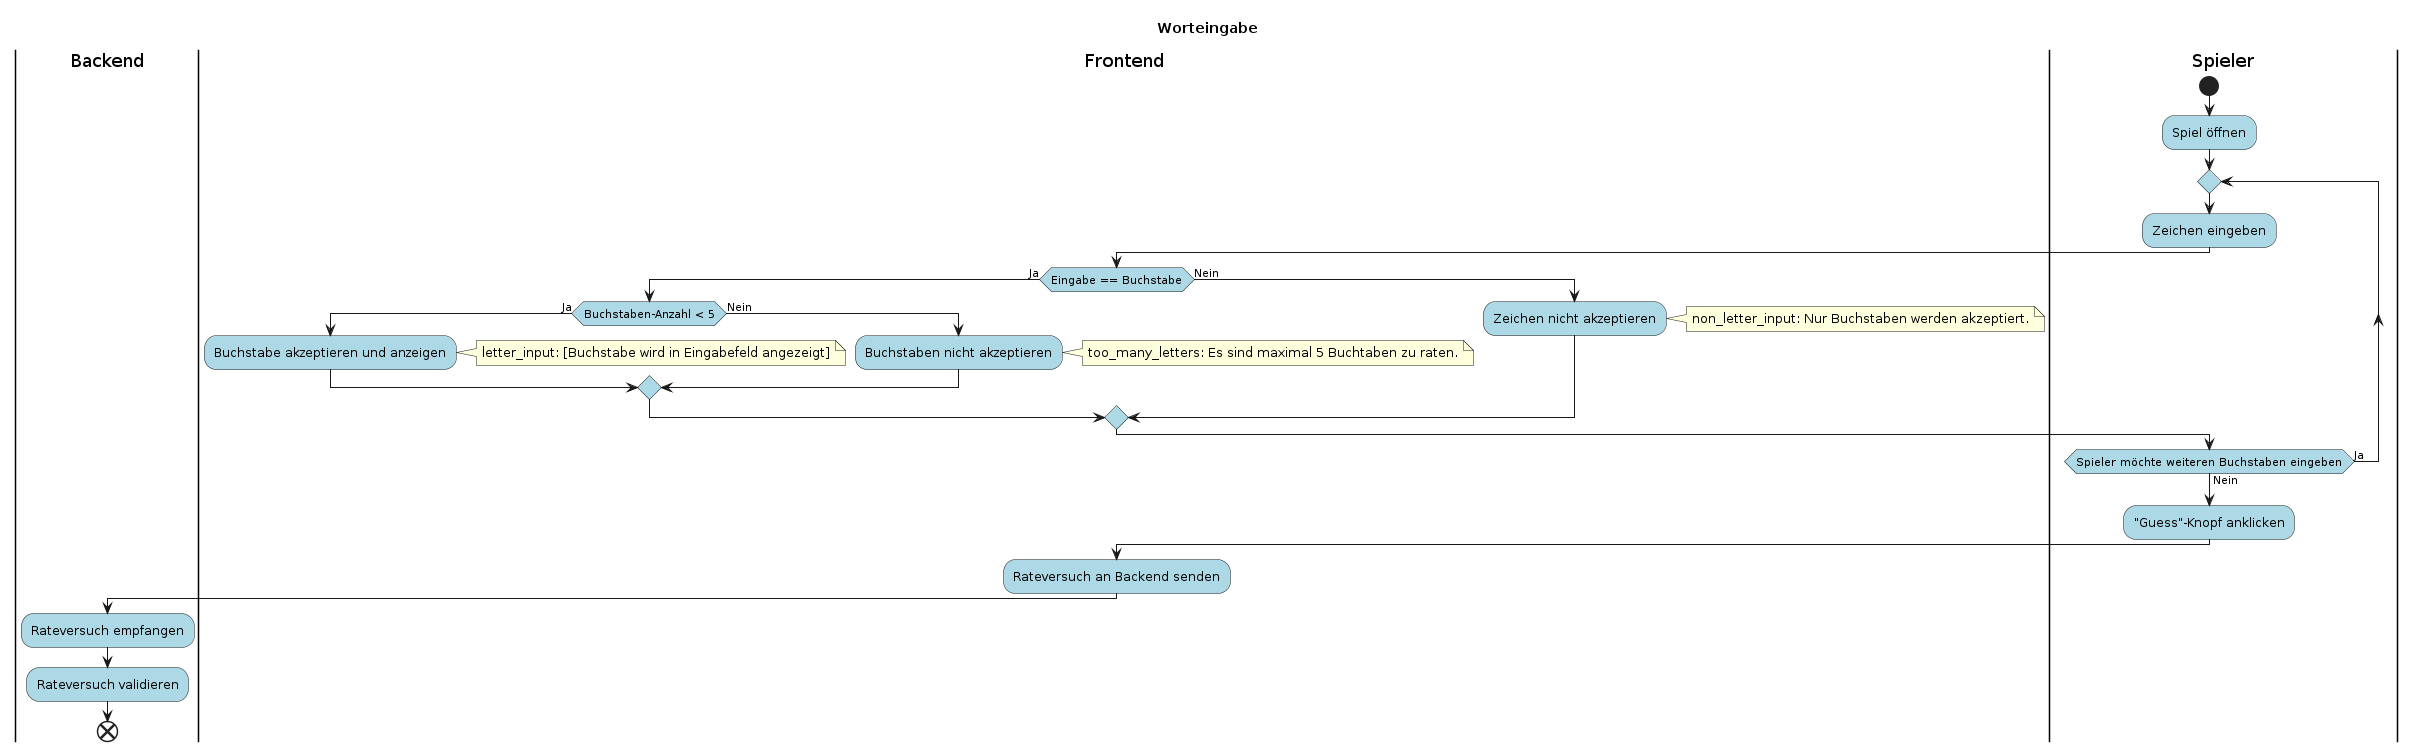 Worteingabe
Backend
Frontend
Spieler
Spiel öffnen
Zeichen eingeben
Ja
Eingabe == Buchstabe
Nein
Ja
Buchstaben-Anzahl < 5
Nein
Zeichen nicht akzeptieren
non_letter_input: Nur Buchstaben werden akzeptiert.
Buchstabe akzeptieren und anzeigen
letter_input: [Buchstabe wird in Eingabefeld angezeigt]
Buchstaben nicht akzeptieren
too_many_letters: Es sind maximal 5 Buchtaben zu raten.
Spieler möchte weiteren Buchstaben eingeben
Ja
Nein
"Guess"-Knopf anklicken
Rateversuch an Backend senden
Rateversuch empfangen
Rateversuch validieren